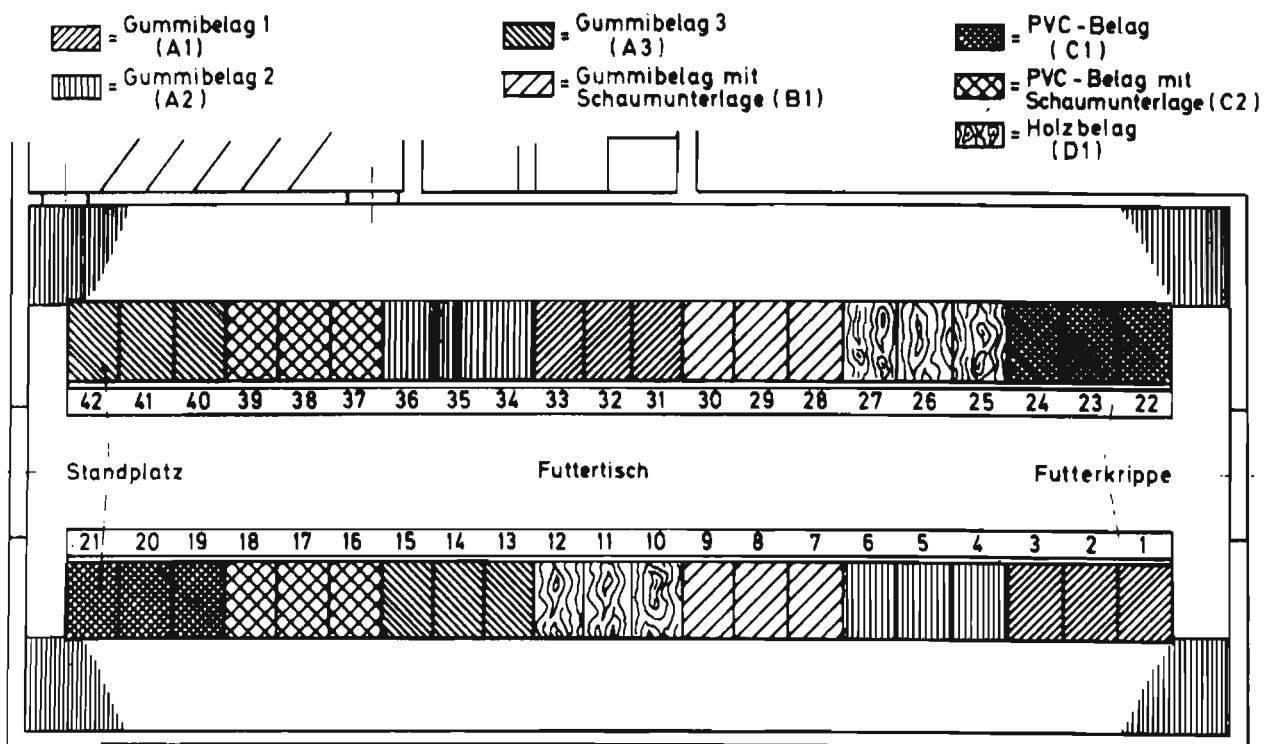 = Gummibelag 1
(A1)
= Gummibelag 2
(A2)
= Gummibelag 3
(A3)
= Gummibelag mit
Schaumunterlage (B1)
= PVC-Belag
(C1)
= PVC-Belag mit
Schaumunterlage (C2)
= Holzbelag
(D1)
42 41 40 39 38 37 36 35 34 33 32 31 30 29 28 27 26 25 24 23 22
Standplatz Futtertisch Futterkrippe
21 20 19 18 17 16 15 14 13 12 11 10 9 8 7 6 5 4 3 2 1